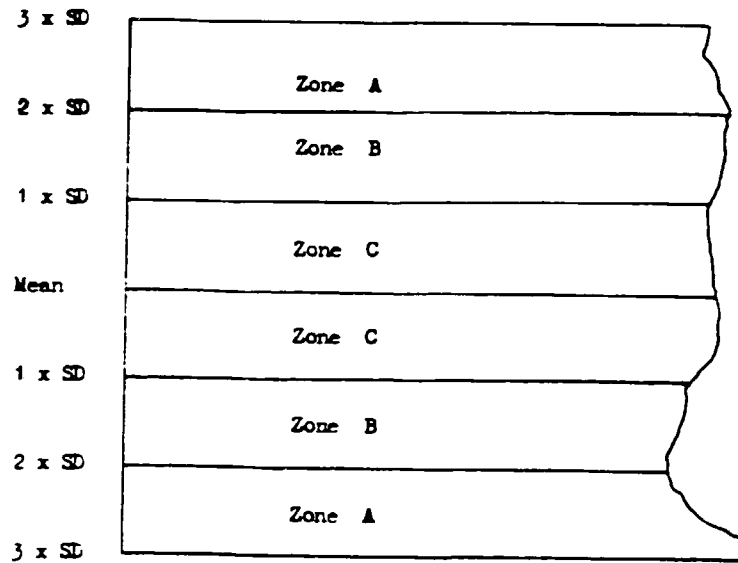 3 x SD
Zone A
2 x SD
Zone B
1 x SD
Zone C
Mean
Zone C
1 x SD
Zone B
2 x SD
Zone A
3 x SD